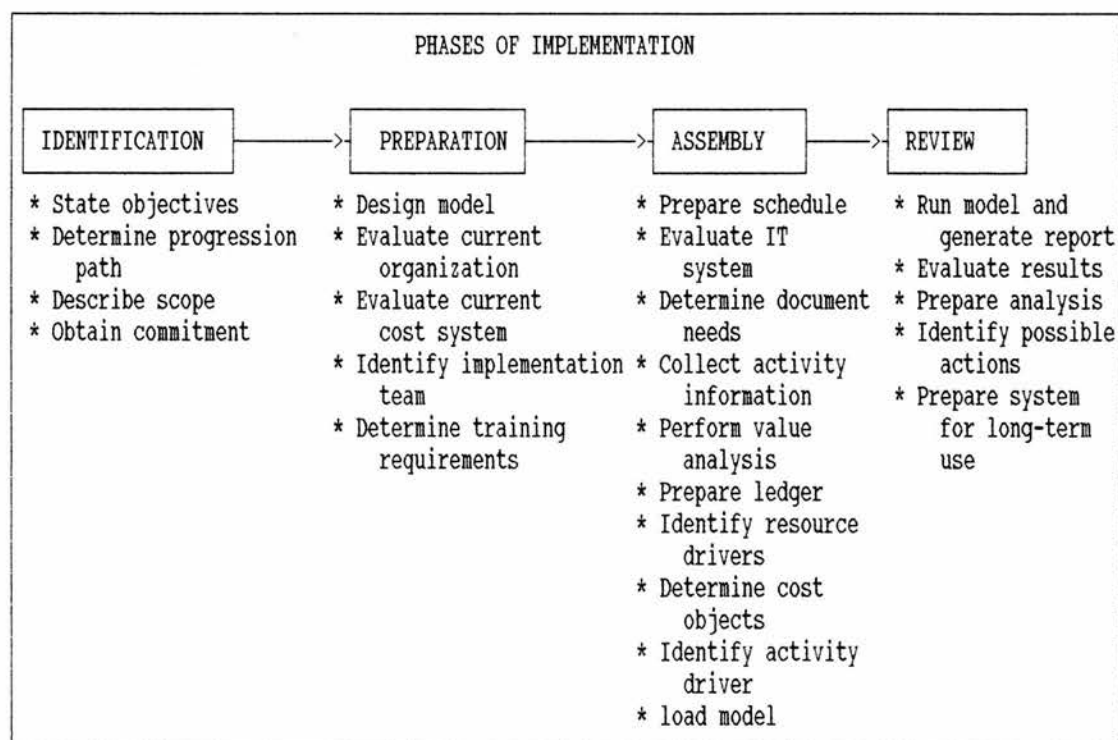 PHASES OF IMPLEMENTATION
IDENTIFICATION
* State objectives
* Determine progression
path
* Describe scope
* Obtain commitment
PREPARATION
* Design model
* Evaluate current
organization
* Evaluate current
cost system
* Identify implementation
team
* Determine training
requirements
ASSEMBLY
* Prepare schedule
* Evaluate IT
system
* Determine document
needs
* Collect activity
information
* Perform value
analysis
* Prepare ledger
* Identify resource
drivers
* Determine cost
objects
* Identify activity
driver
* load model
REVIEW
* Run model and
generate report
* Evaluate results
* Prepare analysis
* Identify possible
actions
* Prepare system
for long-term
use